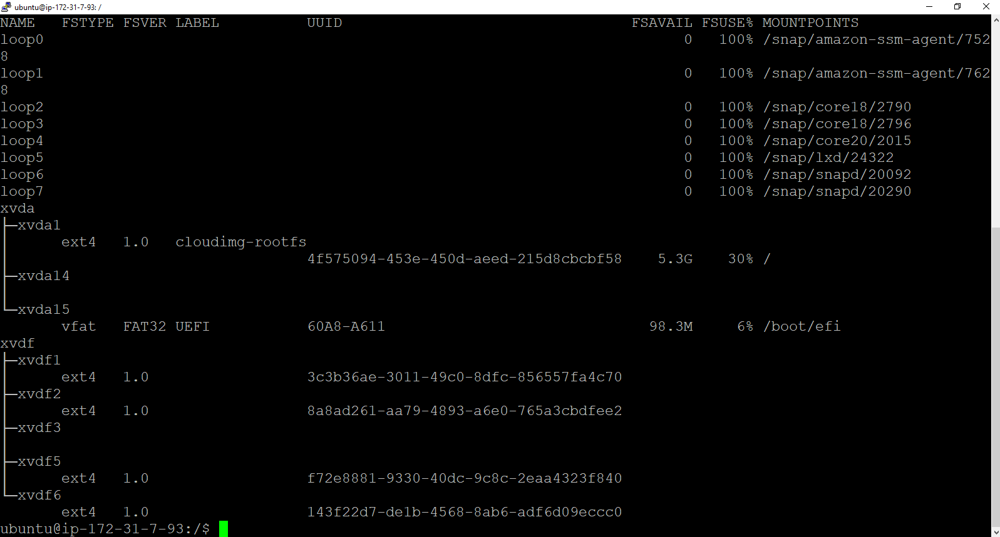 ubuntu@ip-172-31-7-93: /
NAME FSTYPE FSVER LABEL UUID FSAVAIL FSUSE% MOUNTPOINTS
loop0 0 100% /snap/amazon-ssm-agent/752
8
loop1 0 100% /snap/amazon-ssm-agent/762
8
loop2 0 100% /snap/core18/2790
loop3 0 100% /snap/core18/2796
loop4 0 100% /snap/core20/2015
loop5 0 100% /snap/lxd/24322
loop6 0 100% /snap/snapd/20092
loop7 0 100% /snap/snapd/20290
xvda
├─xvda1
│ ext4 1.0 cloudimg-rootfs
│ 4f575094-453e-450d-aeed-215d8cbcbf58 5.3G 30% /
├─xvda14
│
└─xvda15
vfat FAT32 UEFI 60A8-A611 98.3M 6% /boot/efi
xvdf
├─xvdf1
│ ext4 1.0 3c3b36ae-3011-49c0-8dfc-856557fa4c70
├─xvdf2
│ ext4 1.0 8a8ad261-aa79-4893-a6e0-765a3cbdfee2
├─xvdf3
│
├─xvdf5
│ ext4 1.0 f72e8881-9330-40dc-9c8c-2eaa4323f840
└─xvdf6
ext4 1.0 143f22d7-de1b-4568-8ab6-adf6d09eccc0
ubuntu@ip-172-31-7-93:/$